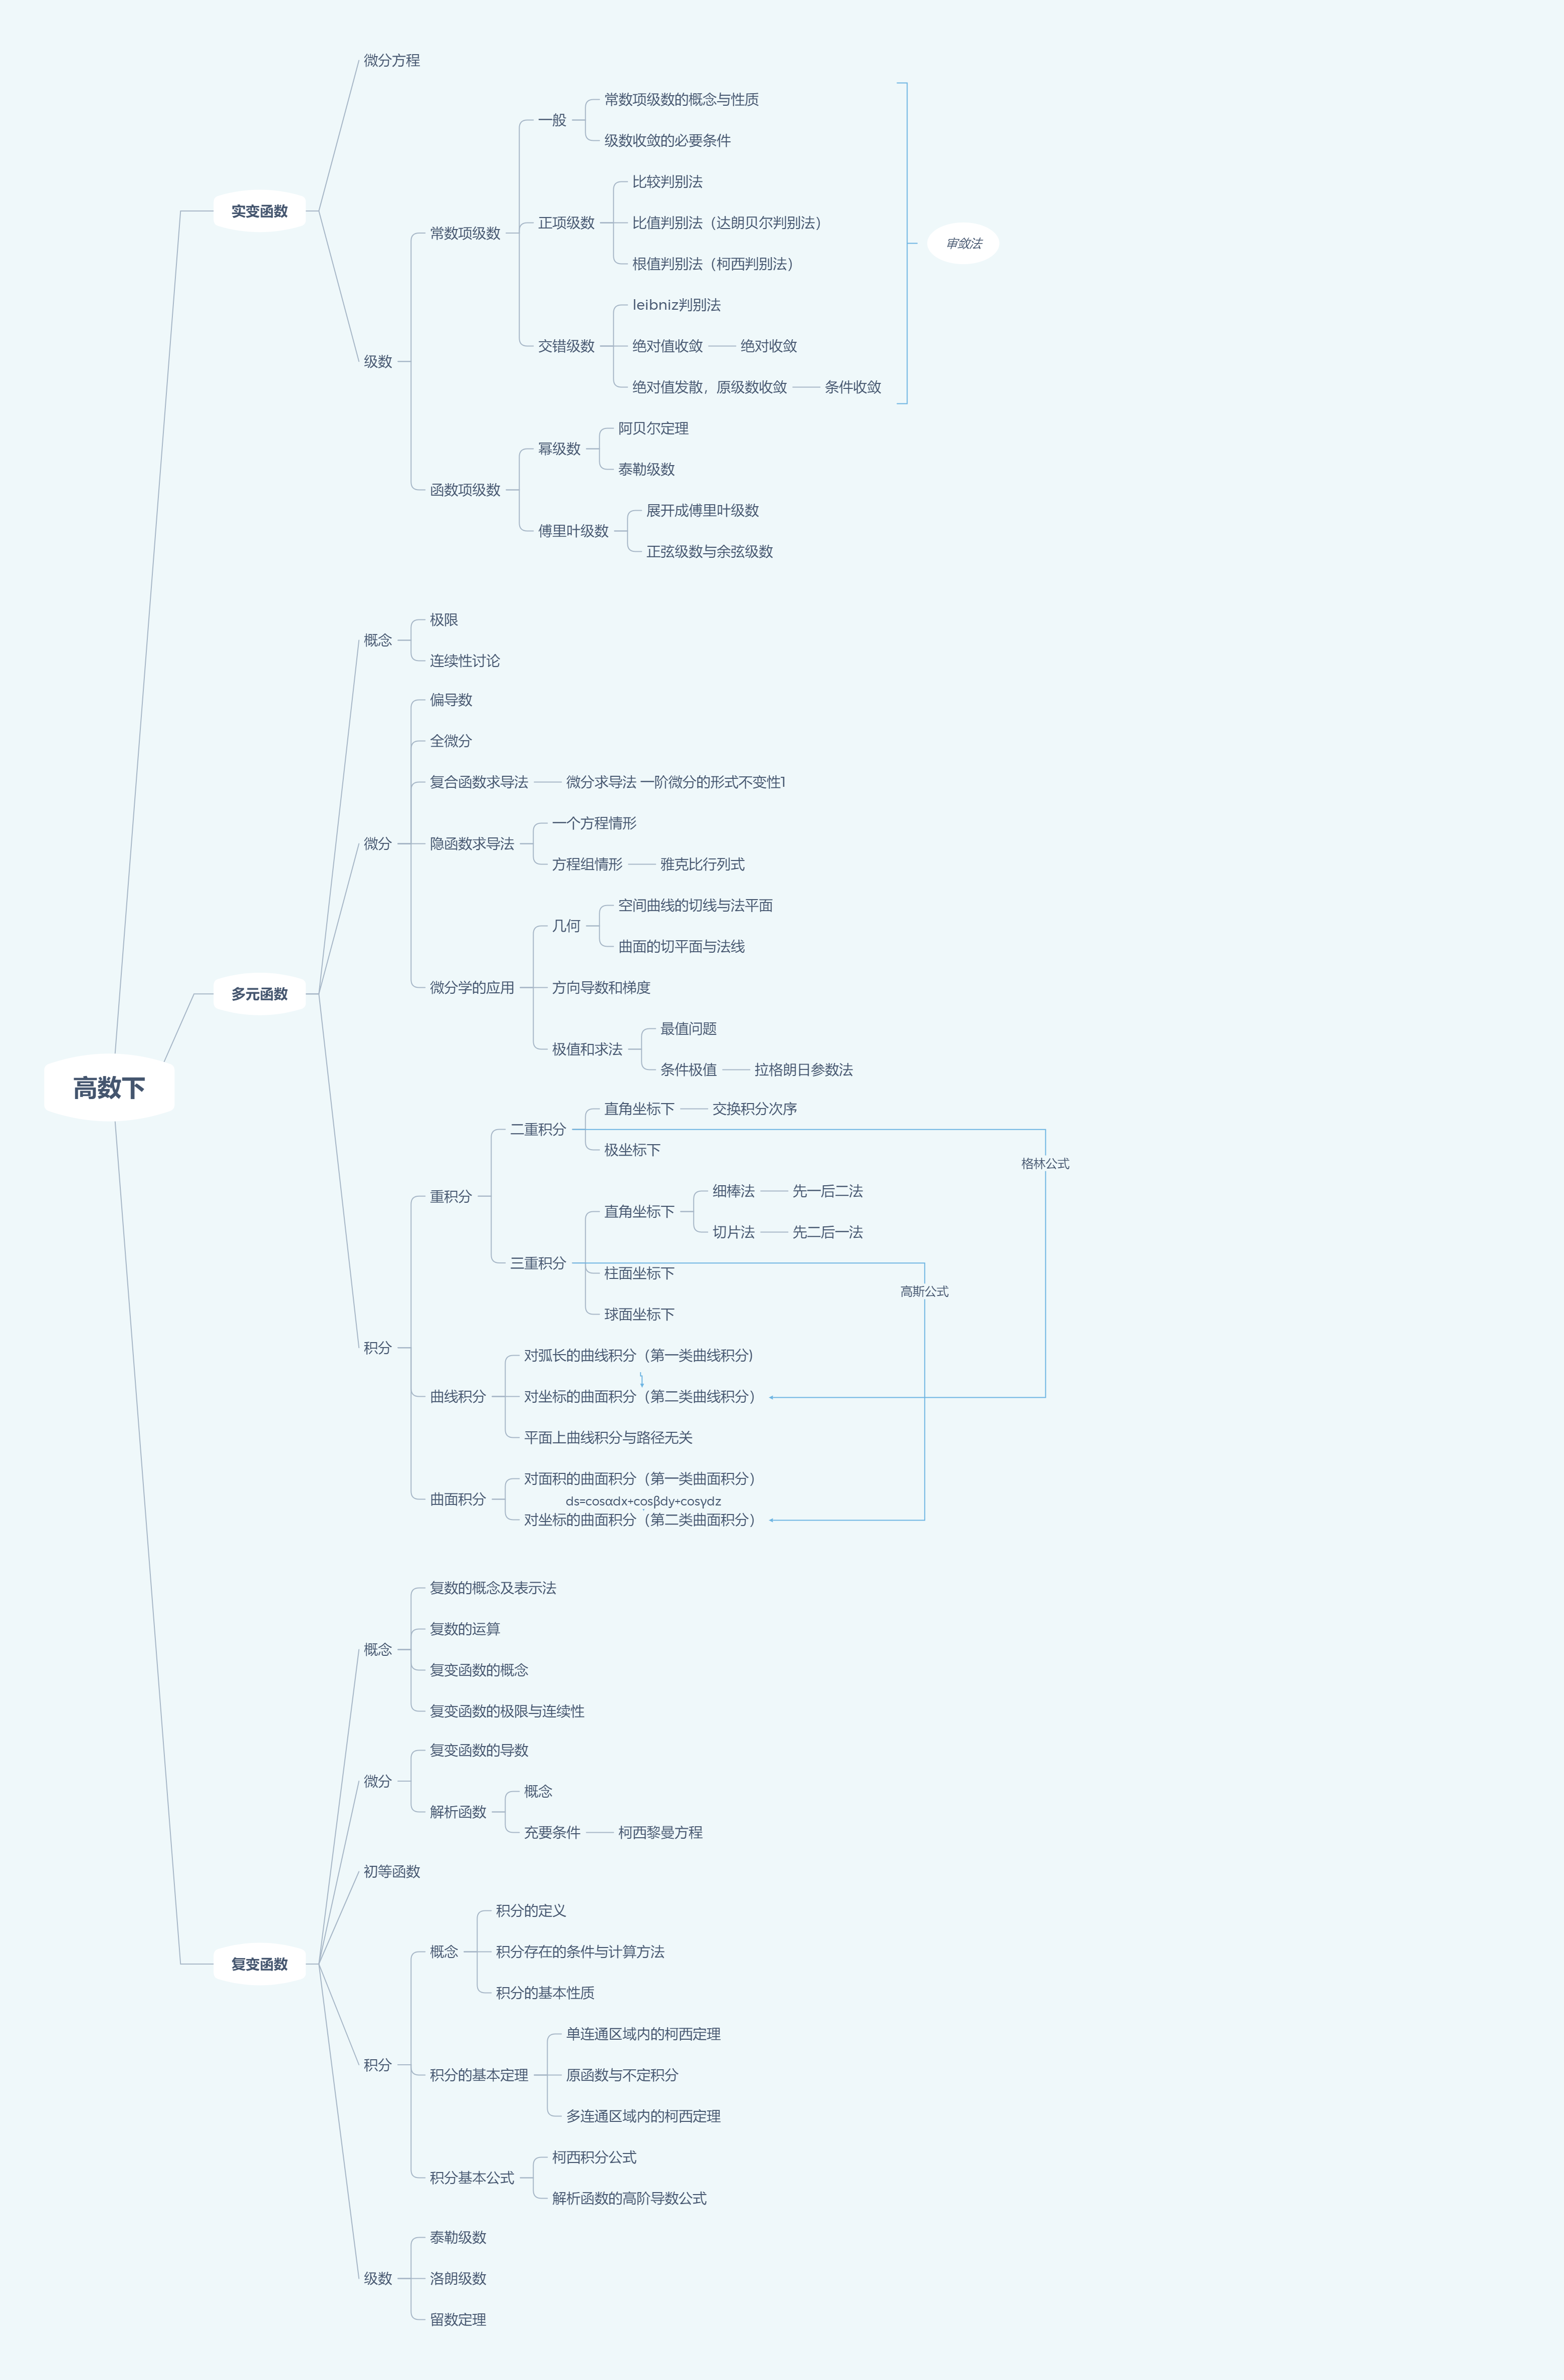 高数下
实变函数
微分方程
级数
常数项级数
一般
常数项级数的概念与性质
级数收敛的必要条件
正项级数
比较判别法
比值判别法（达朗贝尔判别法）
根值判别法（柯西判别法）
交错级数
leibniz判别法
绝对值收敛
绝对收敛
绝对值发散，原级数收敛
条件收敛
审敛法
函数项级数
幂级数
阿贝尔定理
泰勒级数
傅里叶级数
展开成傅里叶级数
正弦级数与余弦级数
多元函数
概念
极限
连续性讨论
微分
偏导数
全微分
复合函数求导法
微分求导法 一阶微分的形式不变性1
隐函数求导法
一个方程情形
方程组情形
雅克比行列式
微分学的应用
几何
空间曲线的切线与法平面
曲面的切平面与法线
方向导数和梯度
极值和求法
最值问题
条件极值
拉格朗日参数法
积分
重积分
二重积分
直角坐标下
交换积分次序
极坐标下
格林公式
三重积分
直角坐标下
细棒法
先一后二法
切片法
先二后一法
柱面坐标下
球面坐标下
高斯公式
曲线积分
对弧长的曲线积分（第一类曲线积分)
对坐标的曲面积分（第二类曲线积分）
平面上曲线积分与路径无关
曲面积分
对面积的曲面积分（第一类曲面积分）
ds=cosαdx+cosβdy+cosγdz
对坐标的曲面积分（第二类曲面积分）
复变函数
概念
复数的概念及表示法
复数的运算
复变函数的概念
复变函数的极限与连续性
微分
复变函数的导数
解析函数
概念
充要条件
柯西黎曼方程
初等函数
积分
概念
积分的定义
积分存在的条件与计算方法
积分的基本性质
积分的基本定理
单连通区域内的柯西定理
原函数与不定积分
多连通区域内的柯西定理
积分基本公式
柯西积分公式
解析函数的高阶导数公式
级数
泰勒级数
洛朗级数
留数定理